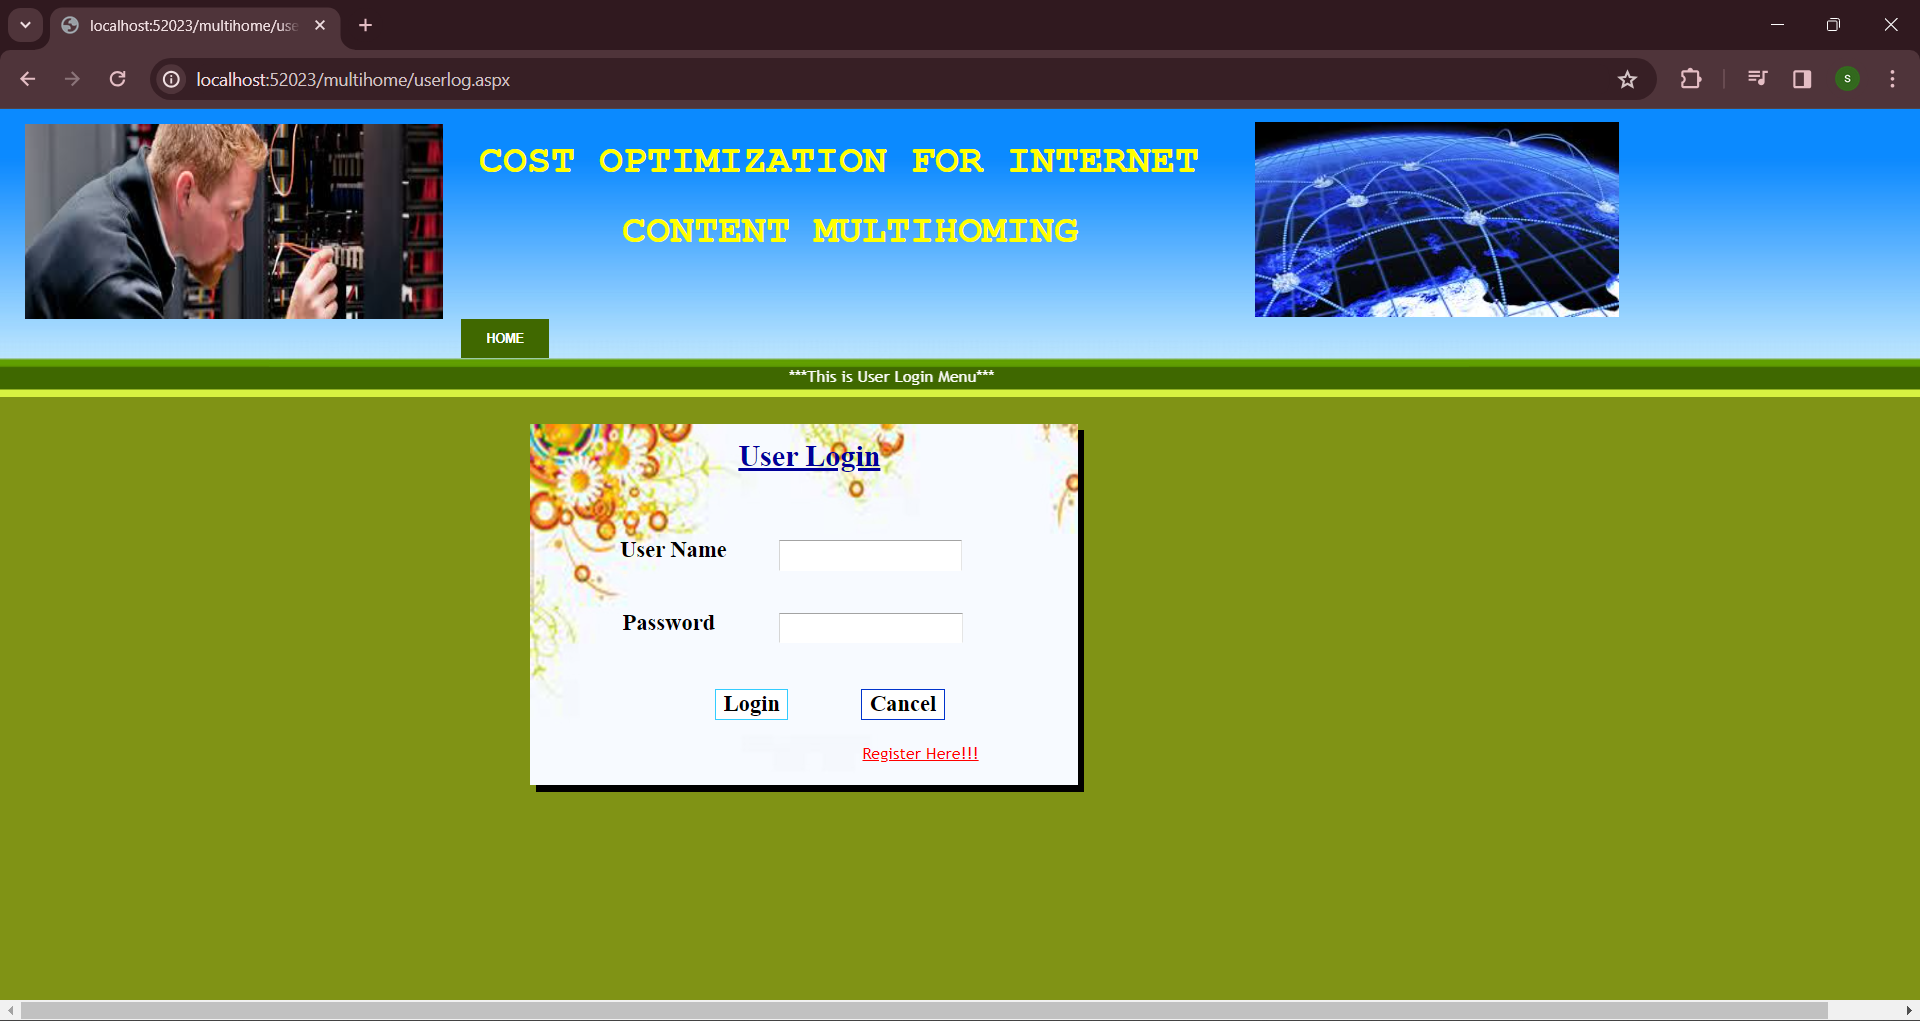 localhost:52023/multihome/use
localhost:52023/multihome/userlog.aspx
S
COST OPTIMIZATION FOR INTERNET
CONTENT MULTIHOMING
HOME
***This is User Login Menu***
User Login
User Name
Password
Login
Cancel
Register Here!!!